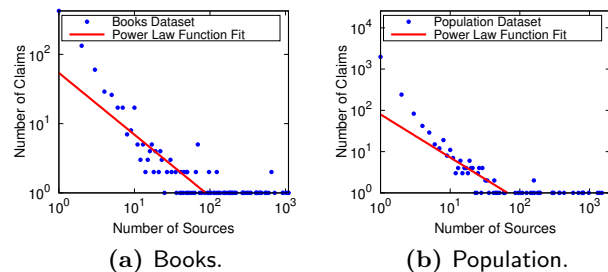 Books Dataset
Power Law Function Fit
Number of Claims
10^2
10^1
10^0
10^0 10^1 10^2 10^3
Number of Sources
(a) Books.
Population Dataset
Power Law Function Fit
Number of Claims
10^4
10^3
10^2
10^1
10^0
10^0 10^1 10^2 10^3
Number of Sources
(b) Population.